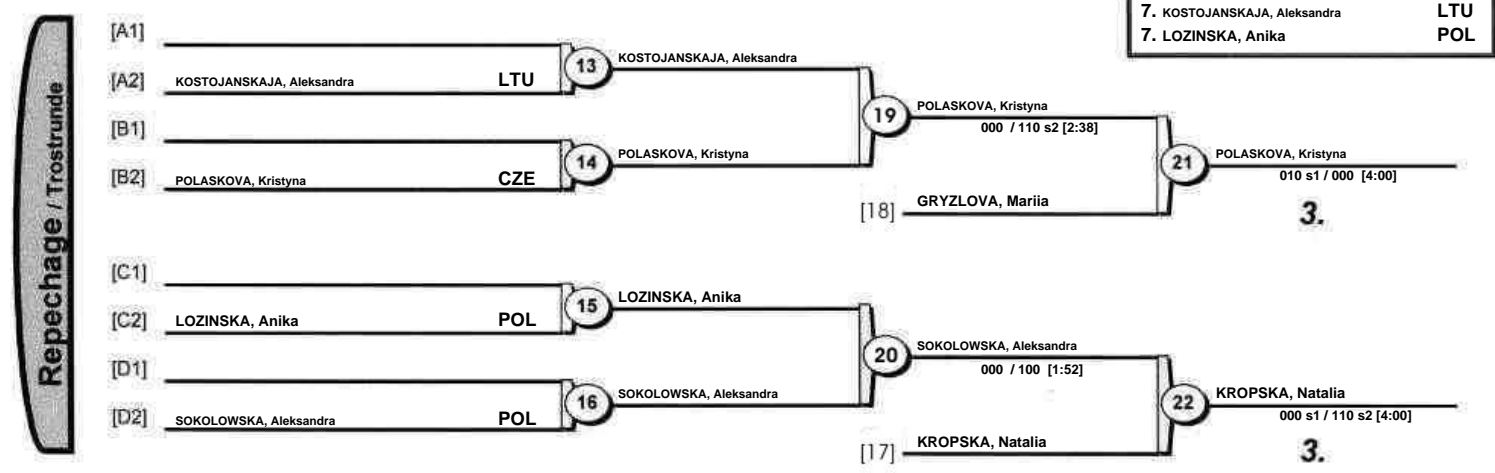 7. KOSTOJANSKAJA, Aleksandra LTU
7. LOZINSKA, Anika POL
Repechage / Trostrunde
[A1]
[A2] KOSTOJANSKAJA, Aleksandra LTU
13 KOSTOJANSKAJA, Aleksandra
[B1]
[B2] POLASKOVA, Kristyna CZE
14 POLASKOVA, Kristyna
19 POLASKOVA, Kristyna
000 / 110 s2 [2:38]
[18] GRYZLOVA, Mariia
21 POLASKOVA, Kristyna
010 s1 / 000 [4:00]
3.
[C1]
[C2] LOZINSKA, Anika POL
15 LOZINSKA, Anika
[D1]
[D2] SOKOLOWSKA, Aleksandra POL
16 SOKOLOWSKA, Aleksandra
20 SOKOLOWSKA, Aleksandra
000 / 100 [1:52]
[17] KROPSKA, Natalia
22 KROPSKA, Natalia
000 s1 / 110 s2 [4:00]
3.